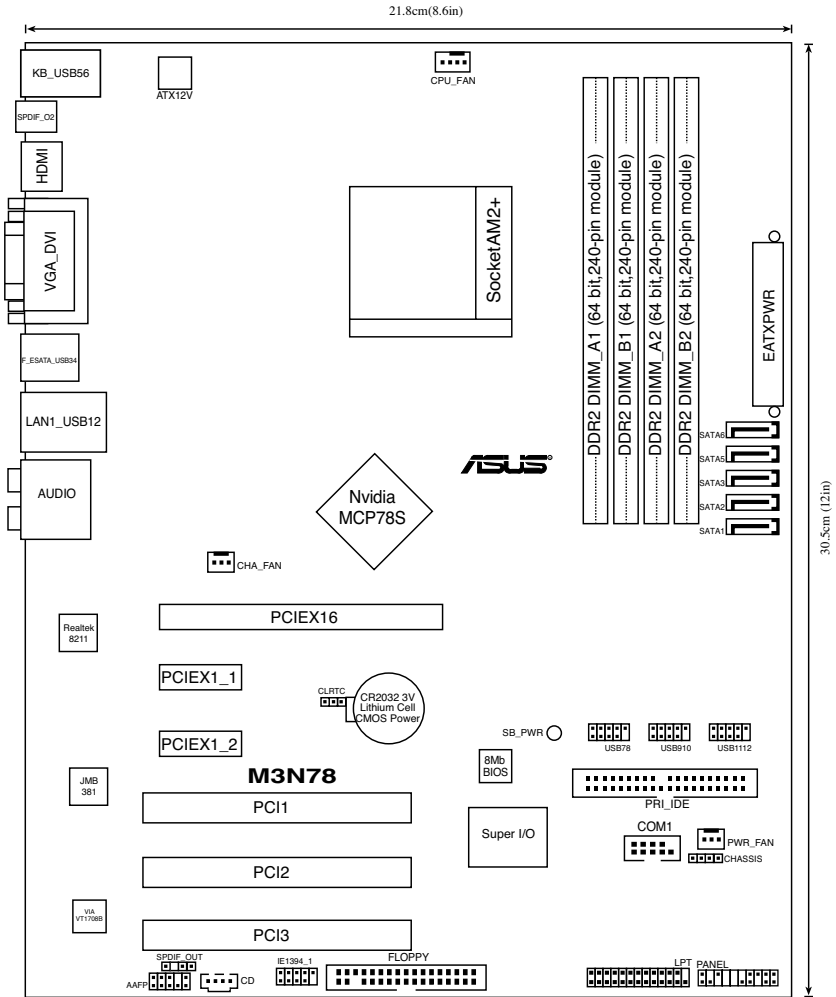 21.8cm(8.6in)
KB_USB56
ATX12V
CPU_FAN
SPDIF_O2
HDMI
VGA_DVI
SocketAM2+
DDR2 DIMM_A1 (64 bit,240-pin module)
DDR2 DIMM_B1 (64 bit,240-pin module)
DDR2 DIMM_A2 (64 bit,240-pin module)
DDR2 DIMM_B2 (64 bit,240-pin module)
EATXPWR
30.5cm (12in)
F_ESATA_USB34
LAN1_USB12
SATA6
SATA5
SATA3
SATA2
SATA1
AUDIO
ASUS
Nvidia
MCP78S
CHA_FAN
PCIEX16
Realtek
8211
PCIEX1_1
CLRTC
CR2032 3V
Lithium Cell
CMOS Power
SB_PWR
USB78
USB910
USB1112
PCIEX1_2
8Mb
BIOS
M3N78
JMB
381
PCI1
PRI_IDE
Super I/O
COM1
PWR_FAN
CHASSIS
PCI2
VIA
VT1708B
PCI3
SPDIF_OUT
IE1394_1
FLOPPY
LPT
PANEL
AAFP
CD